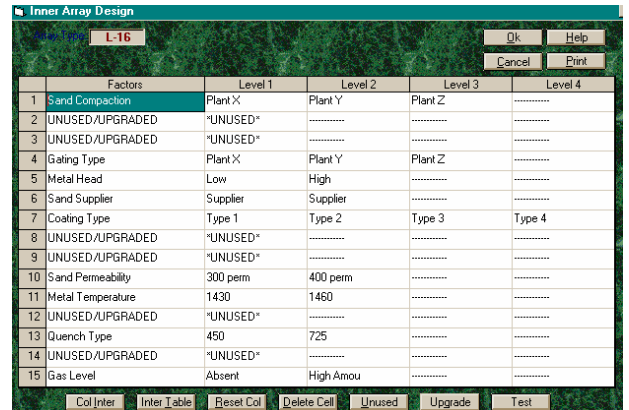 Inner Array Design
Array Type: L-16 Ok Help
Cancel Print
Factors Level 1 Level 2 Level 3 Level 4
1 Sand Compaction Plant X Plant Y Plant Z ------------
2 UNUSED/UPGRADED *UNUSED* ------------ ------------ ------------
3 UNUSED/UPGRADED *UNUSED* ------------ ------------ ------------
4 Gating Type Plant X Plant Y Plant Z ------------
5 Metal Head Low High ------------ ------------
6 Sand Supplier Supplier Supplier ------------ ------------
7 Coating Type Type 1 Type 2 Type 3 Type 4
8 UNUSED/UPGRADED *UNUSED* ------------ ------------ ------------
9 UNUSED/UPGRADED *UNUSED* ------------ ------------ ------------
10 Sand Permeability 300 perm 400 perm ------------ ------------
11 Metal Temperature 1430 1460 ------------ ------------
12 UNUSED/UPGRADED *UNUSED* ------------ ------------ ------------
13 Quench Type 450 725 ------------ ------------
14 UNUSED/UPGRADED *UNUSED* ------------ ------------ ------------
15 Gas Level Absent High Amou ------------ ------------
Col Inter Inter Table Reset Col Delete Cell Unused Upgrade Test